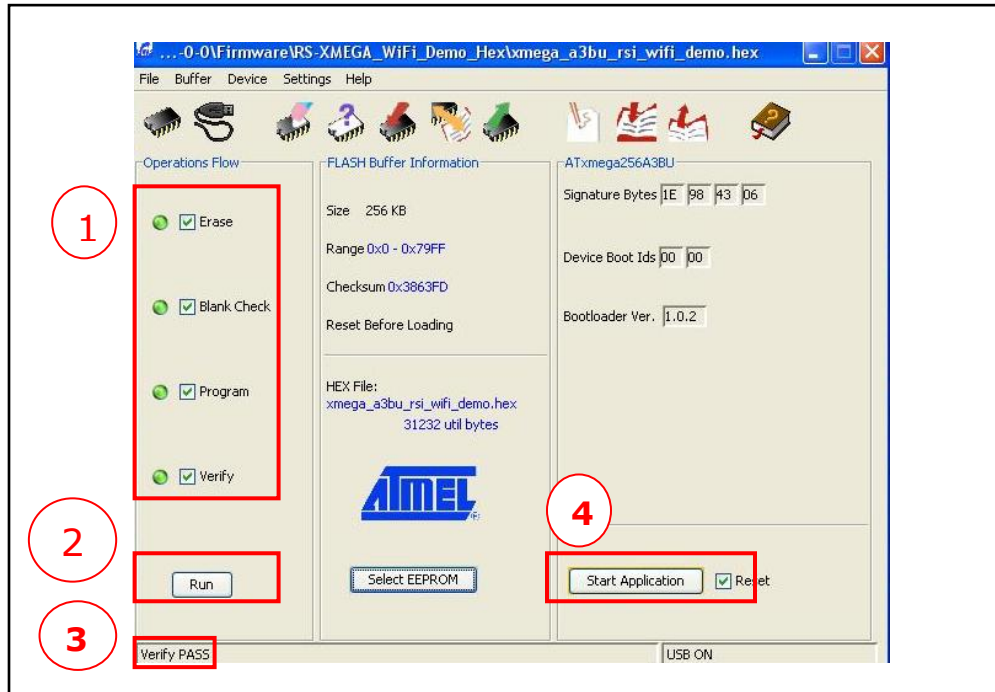 ...-0-0\Firmware\RS-XMEGA_WiFi_Demo_Hex\xmega_a3bu_rsi_wifi_demo.hex
File Buffer Device Settings Help
Operations Flow
1
Erase
Blank Check
Program
Verify
2
Run
3
Verify PASS
FLASH Buffer Information
Size 256 KB
Range 0x0 - 0x79FF
Checksum 0x3863FD
Reset Before Loading
HEX File:
xmega_a3bu_rsi_wifi_demo.hex
31232 util bytes
ATMEL
Select EEPROM
ATxmega256A3BU
Signature Bytes 1E 98 43 06
Device Boot Ids 00 00
Bootloader Ver. 1.0.2
4
Start Application Reset
USB ON